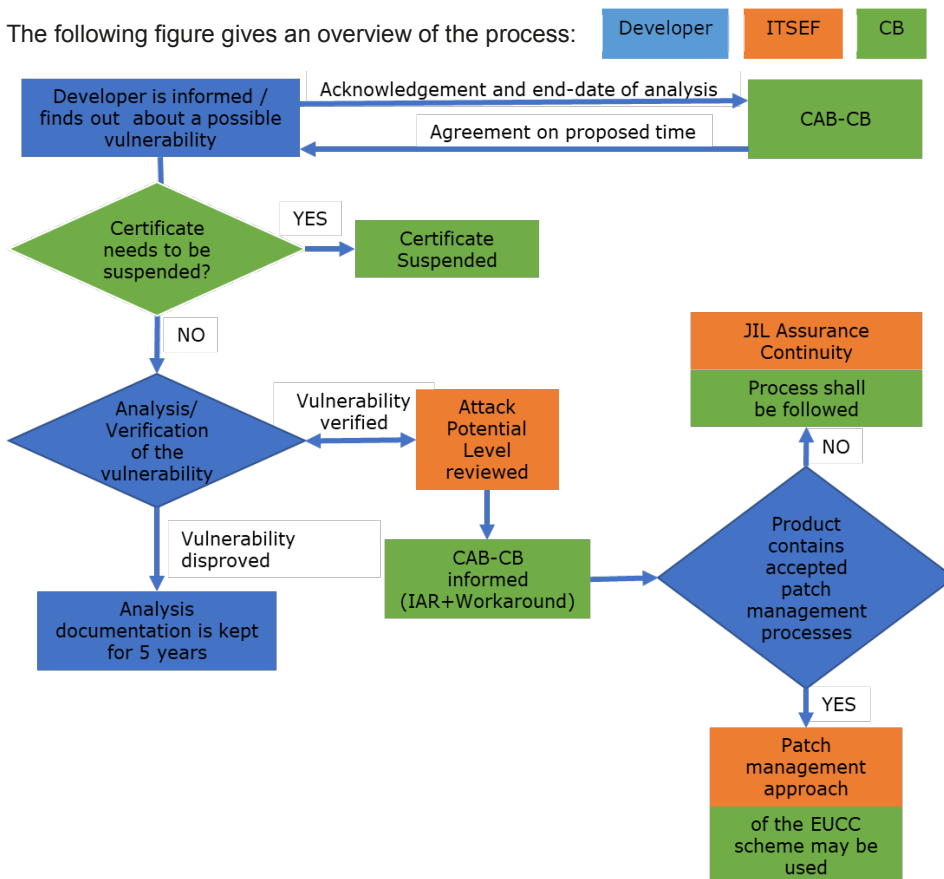 The following figure gives an overview of the process:
Developer
ITSEF
CB
Developer is informed /
finds out about a possible
vulnerability
Acknowledgement and end-date of analysis
Agreement on proposed time
CAB-CB
Certificate
needs to be
suspended?
YES
Certificate
Suspended
NO
Analysis/
Verification
of the
vulnerability
Vulnerability
verified
Attack
Potential
Level
reviewed
Vulnerability
disproved
Analysis
documentation is kept
for 5 years
CAB-CB
informed
(IAR+Workaround)
JIL Assurance
Continuity
Process shall
be followed
NO
Product
contains
accepted
patch
management
processes
YES
Patch
management
approach
of the EUCC
scheme may be
used